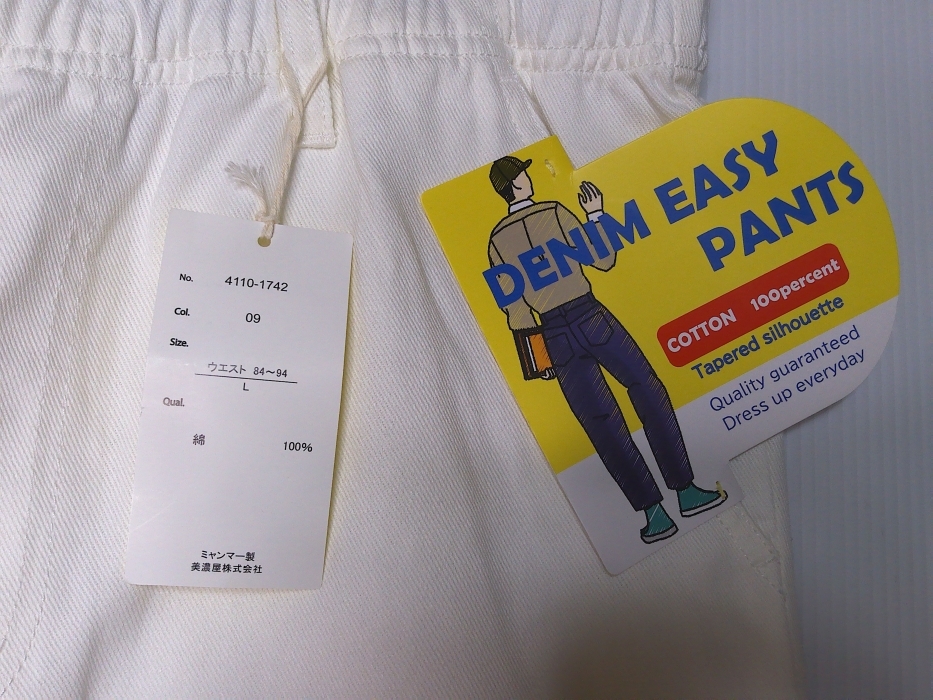 No. 4110-1742
Col. 09
Size.
ウエスト 84〜94
L
Qual.
綿 100%
ミャンマー製
美濃屋株式会社
DENIM EASY
PANTS
COTTON 100percent
Tapered silhouette
Quality guaranteed
Dress up everyday